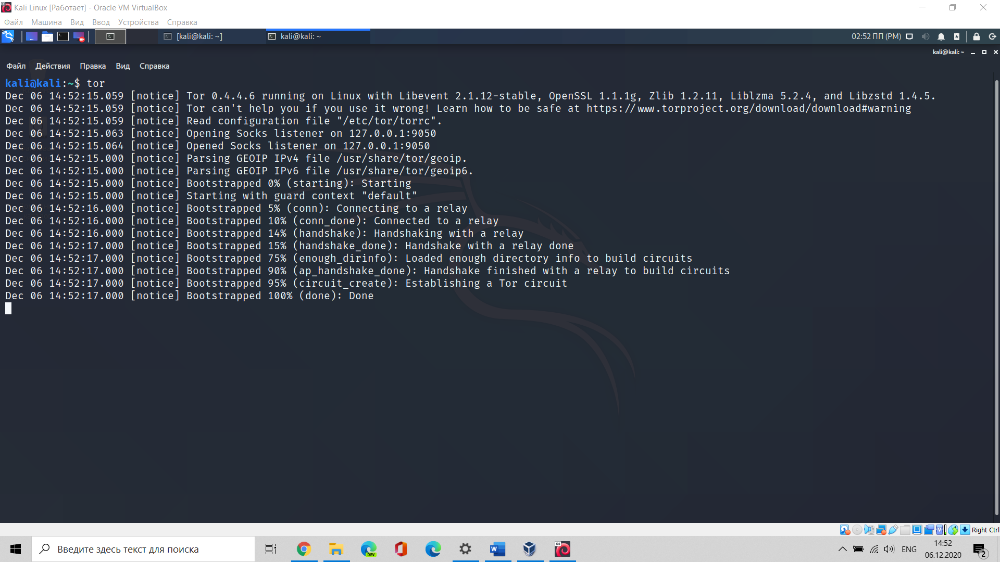 Kali Linux [Работает] - Oracle VM VirtualBox
Файл Машина Вид Ввод Устройства Справка
[kali@kali: ~] kali@kali: ~ 02:52 ПП (PM)
kali@kali: ~
Файл Действия Правка Вид Справка
kali@kali:~$ tor
Dec 06 14:52:15.059 [notice] Tor 0.4.4.6 running on Linux with Libevent 2.1.12-stable, OpenSSL 1.1.1g, Zlib 1.2.11, Liblzma 5.2.4, and Libzstd 1.4.5.
Dec 06 14:52:15.059 [notice] Tor can't help you if you use it wrong! Learn how to be safe at https://www.torproject.org/download/download#warning
Dec 06 14:52:15.059 [notice] Read configuration file "/etc/tor/torrc".
Dec 06 14:52:15.063 [notice] Opening Socks listener on 127.0.0.1:9050
Dec 06 14:52:15.064 [notice] Opened Socks listener on 127.0.0.1:9050
Dec 06 14:52:15.000 [notice] Parsing GEOIP IPv4 file /usr/share/tor/geoip.
Dec 06 14:52:15.000 [notice] Parsing GEOIP IPv6 file /usr/share/tor/geoip6.
Dec 06 14:52:15.000 [notice] Bootstrapped 0% (starting): Starting
Dec 06 14:52:15.000 [notice] Starting with guard context "default"
Dec 06 14:52:16.000 [notice] Bootstrapped 5% (conn): Connecting to a relay
Dec 06 14:52:16.000 [notice] Bootstrapped 10% (conn_done): Connected to a relay
Dec 06 14:52:16.000 [notice] Bootstrapped 14% (handshake): Handshaking with a relay
Dec 06 14:52:17.000 [notice] Bootstrapped 15% (handshake_done): Handshake with a relay done
Dec 06 14:52:17.000 [notice] Bootstrapped 75% (enough_dirinfo): Loaded enough directory info to build circuits
Dec 06 14:52:17.000 [notice] Bootstrapped 90% (ap_handshake_done): Handshake finished with a relay to build circuits
Dec 06 14:52:17.000 [notice] Bootstrapped 95% (circuit_create): Establishing a Tor circuit
Dec 06 14:52:17.000 [notice] Bootstrapped 100% (done): Done
Right Ctrl
Введите здесь текст для поиска
DEV
64
ENG
14:52
06.12.2020
2